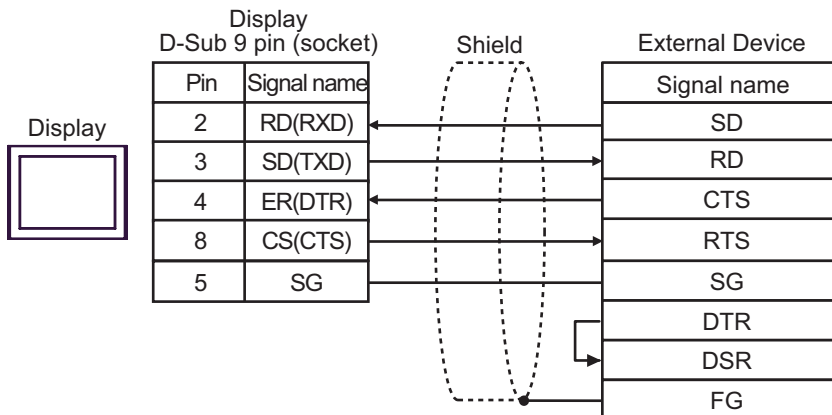 Display
D-Sub 9 pin (socket)
Shield
External Device
Pin Signal name
Signal name
Display
2 RD(RXD) SD
3 SD(TXD) RD
4 ER(DTR) CTS
8 CS(CTS) RTS
5 SG SG
DTR
DSR
FG